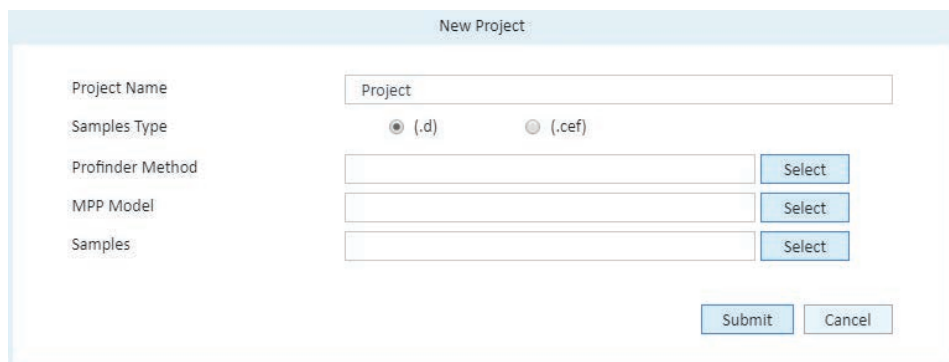 New Project
Project Name Project
Samples Type (.d) (.cef)
Profinder Method Select
MPP Model Select
Samples Select
Submit Cancel